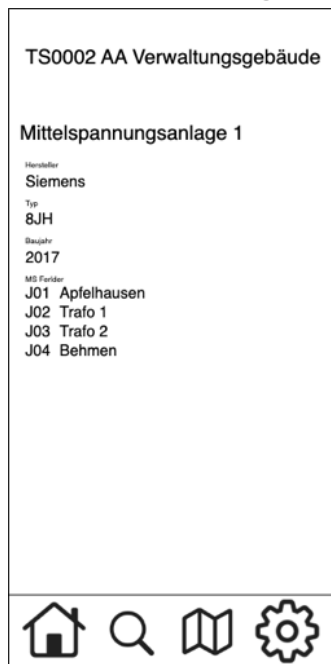 TS0002 AA Verwaltungsgebäude
Mittelspannungsanlage 1
Hersteller
Siemens
Typ
8JH
Baujahr
2017
MS Ferlder
J01 Apfelhausen
J02 Trafo 1
J03 Trafo 2
J04 Behmen